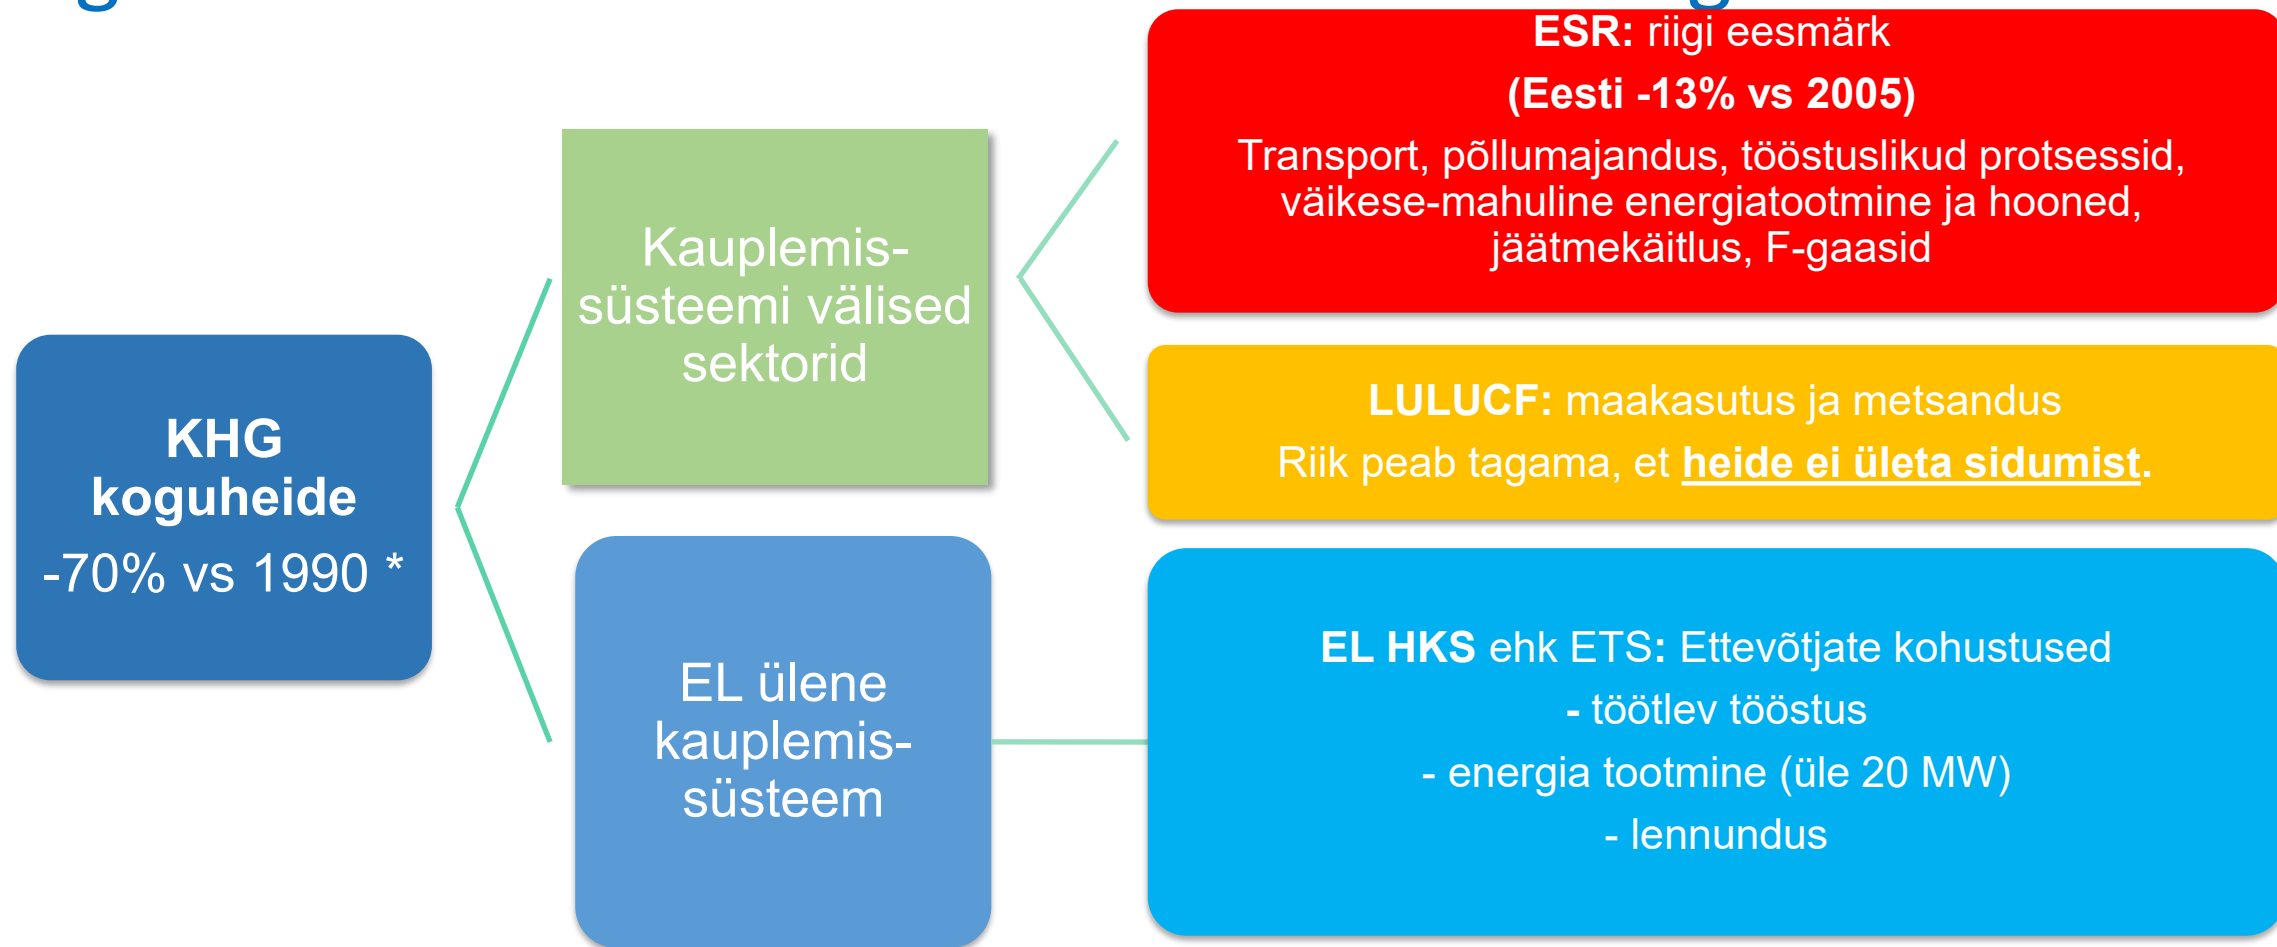 KHG
koguheide
-70% vs 1990 *
Kauplemis-
süsteemi välised
sektorid
EL ülene
kauplemis-
süsteem
ESR: riigi eesmärk
(Eesti -13% vs 2005)
Transport, põllumajandus, tööstuslikud protsessid,
väikese-mahuline energiatootmine ja hooned,
jäätmekäitlus, F-gaasid
LULUCF: maakasutus ja metsandus
Riik peab tagama, et heide ei ületa sidumist.
EL HKS ehk ETS: Ettevõtjate kohustused
- töötlev tööstus
- energia tootmine (üle 20 MW)
- lennundus